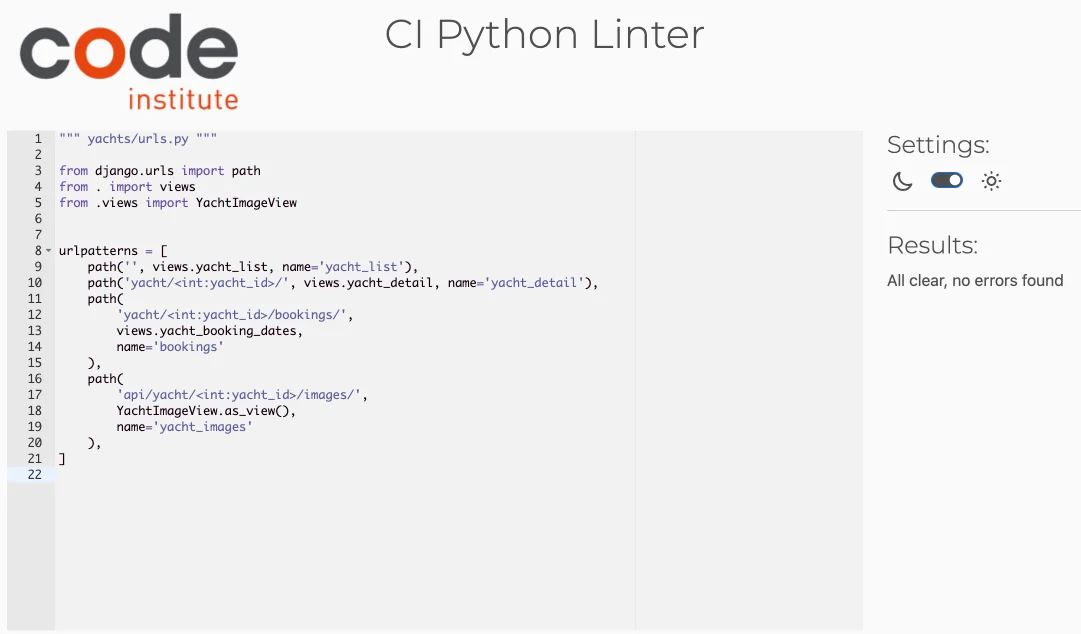 code
institute
CI Python Linter
1 """ yachts/urls.py """
2
3 from django.urls import path
4 from . import views
5 from .views import YachtImageView
6
7
8 urlpatterns = [
9     path('', views.yacht_list, name='yacht_list'),
10     path('yacht/<int:yacht_id>/', views.yacht_detail, name='yacht_detail'),
11     path(
12         'yacht/<int:yacht_id>/bookings/',
13         views.yacht_booking_dates,
14         name='bookings'
15     ),
16     path(
17         'api/yacht/<int:yacht_id>/images/',
18         YachtImageView.as_view(),
19         name='yacht_images'
20     ),
21 ]
22
Settings:
Results:
All clear, no errors found